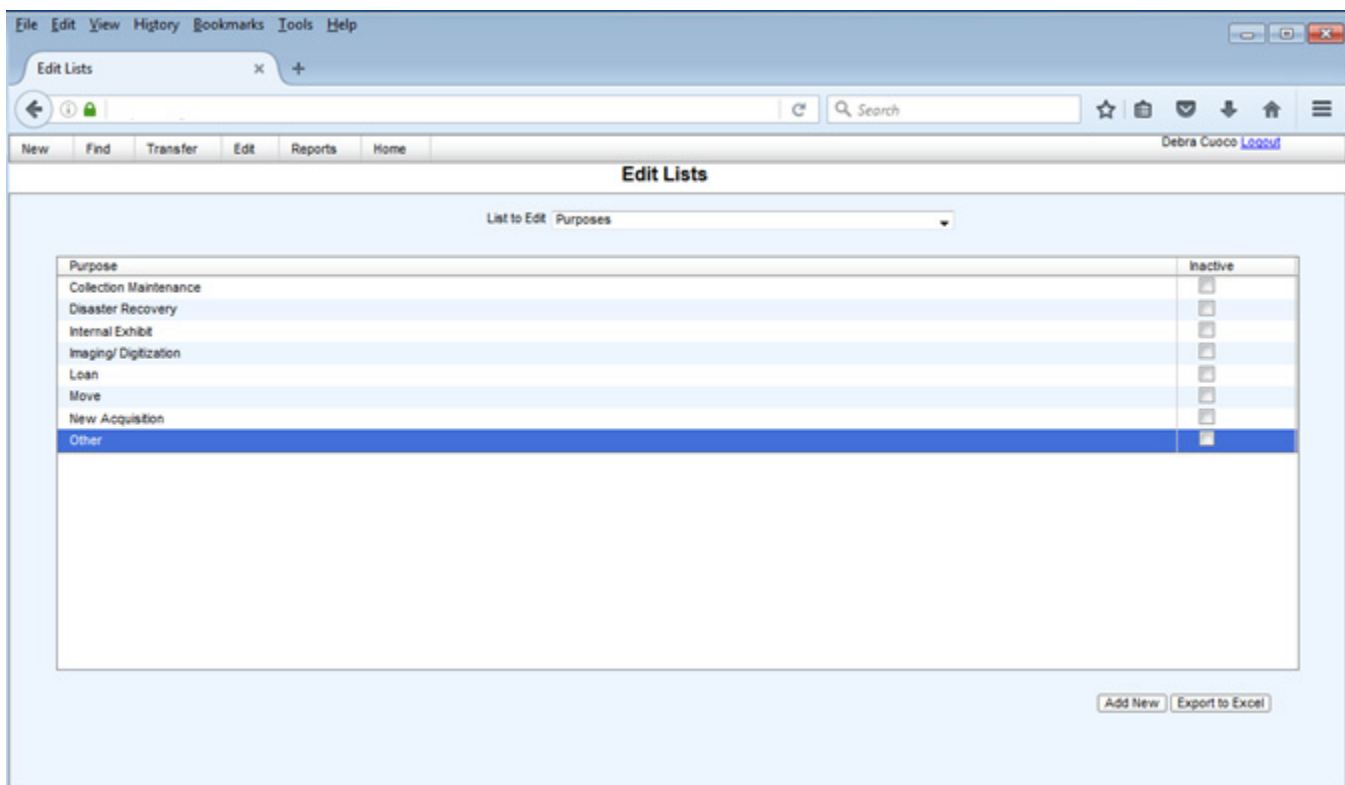 File Edit View History Bookmarks Tools Help
Edit Lists
Search
New Find Transfer Edit Reports Home Debra Cuoco Logout
Edit Lists
List to Edit Purposes
Purpose Inactive
Collection Maintenance
Disaster Recovery
Internal Exhibit
Imaging/ Digitization
Loan
Move
New Acquisition
Other
Add New Export to Excel